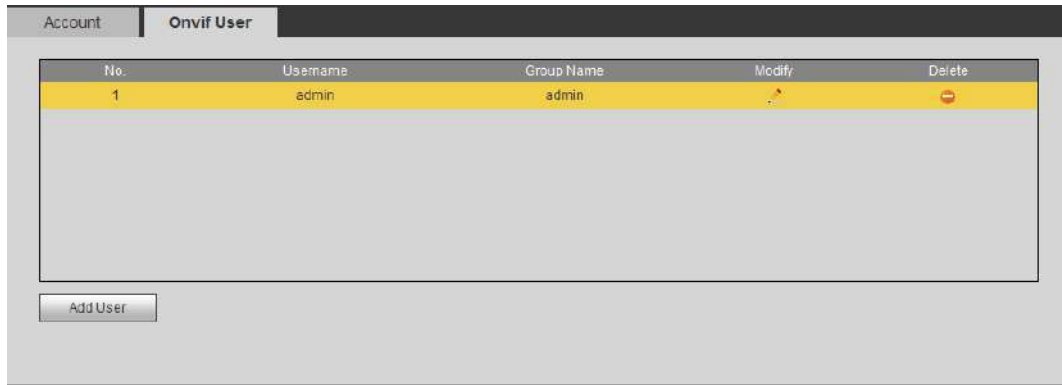 Account Onvif User
No. Username Group Name Modify Delete
1 admin admin
Add User